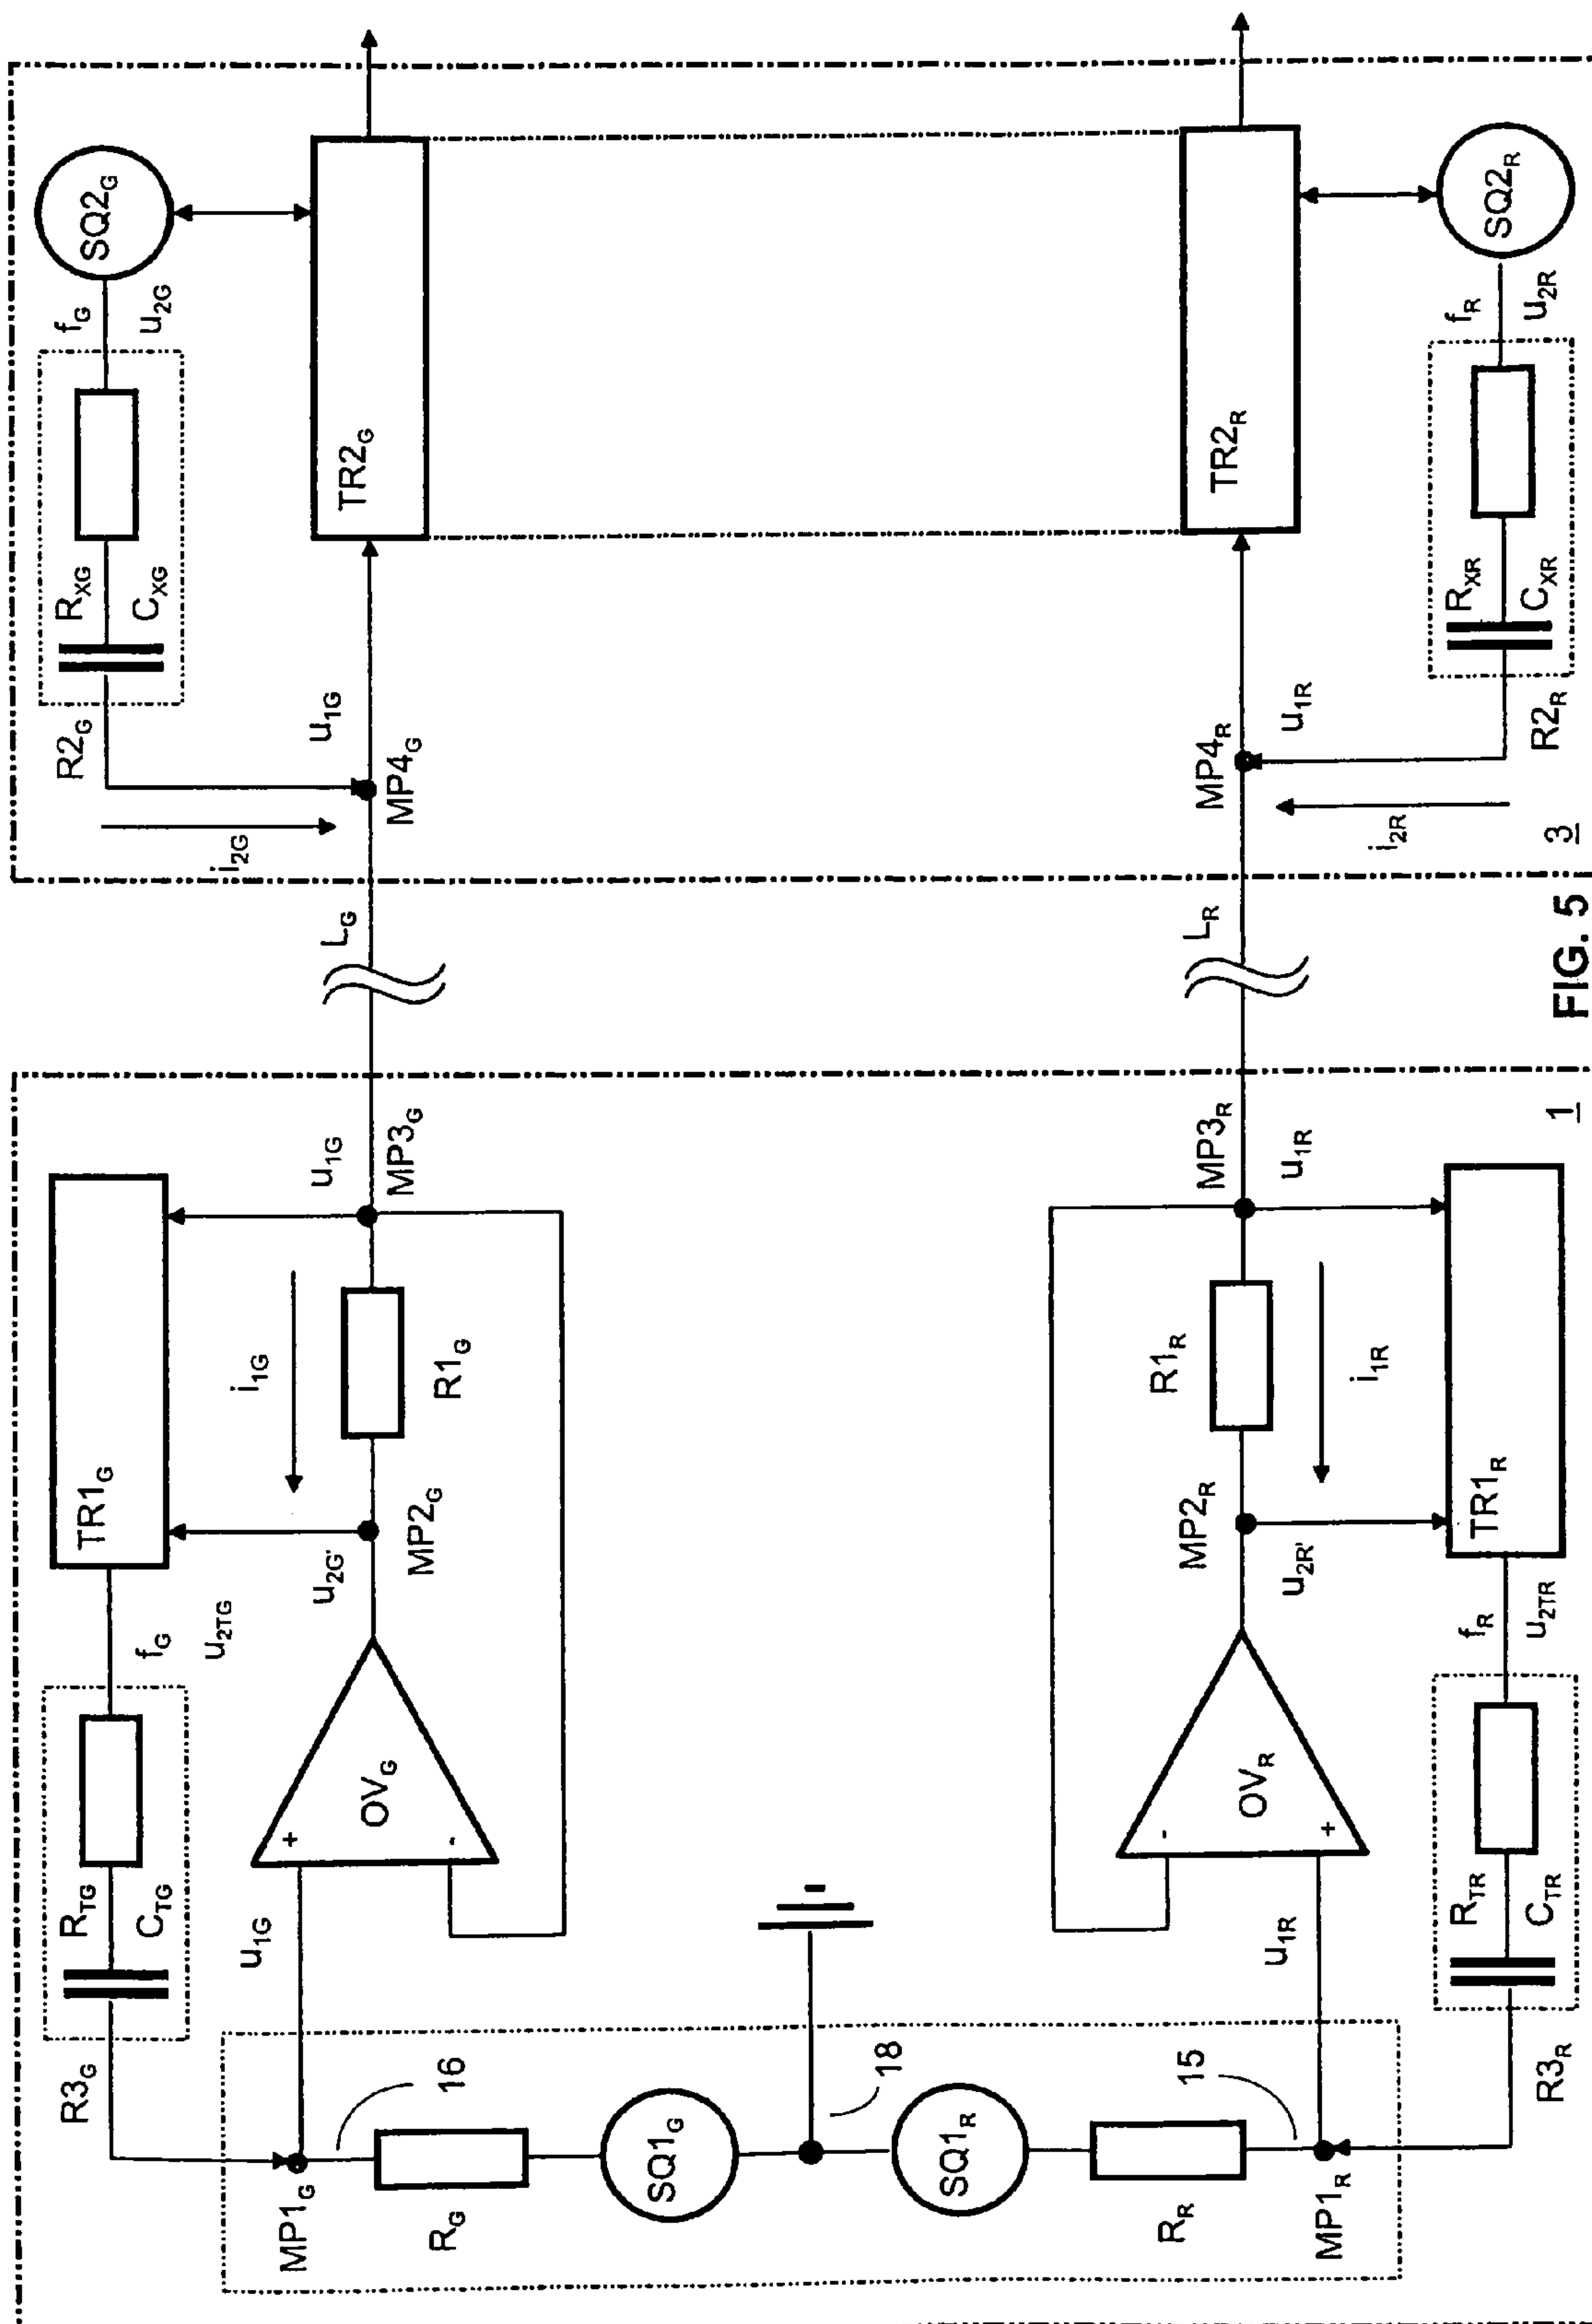 R3G
RTG
CTG
fG
u2TG
TR1G
u1G
MP1G
16
RG
SQ1G
+
OVG
-
u2G'
MP2G
i1G
R1G
u1G
MP3G
LG
18
SQ1R
RR
15
MP1R
u1R
-
OVR
+
MP2R
u2R'
R1R
i1R
MP3R
u1R
LR
R3R
RTR
CTR
fR
u2TR
TR1R
1
FIG. 5
R2G
RXG
CXG
fG
u2G
SQ2G
i2G
u1G
MP4G
TR2G
MP4R
u1R
TR2R
i2R
R2R
RXR
CXR
fR
u2R
SQ2R
3